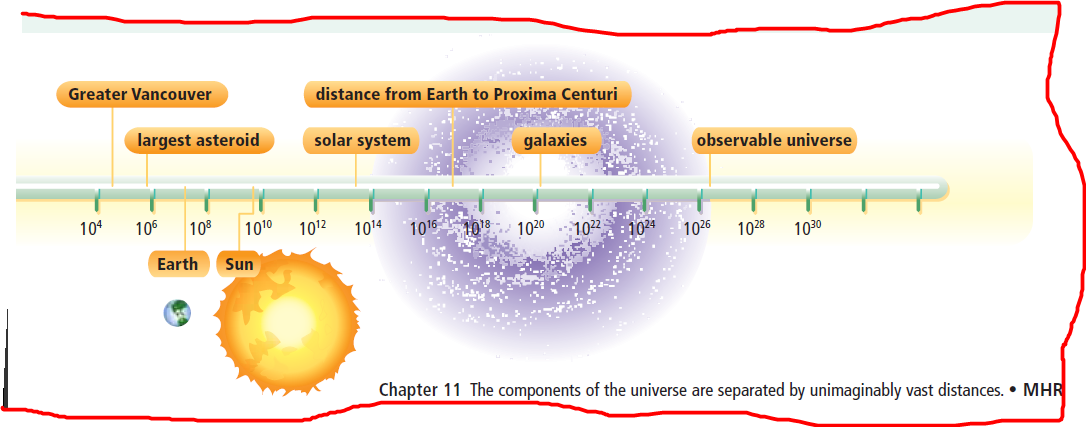 Greater Vancouver distance from Earth to Proxima Centuri
largest asteroid solar system galaxies observable universe
10⁴ 10⁶ 10⁸ 10¹⁰ 10¹² 10¹⁴ 10¹⁶ 10¹⁸ 10²⁰ 10²² 10²⁴ 10²⁶ 10²⁸ 10³⁰
Earth Sun
Chapter 11 The components of the universe are separated by unimaginably vast distances. • MHR